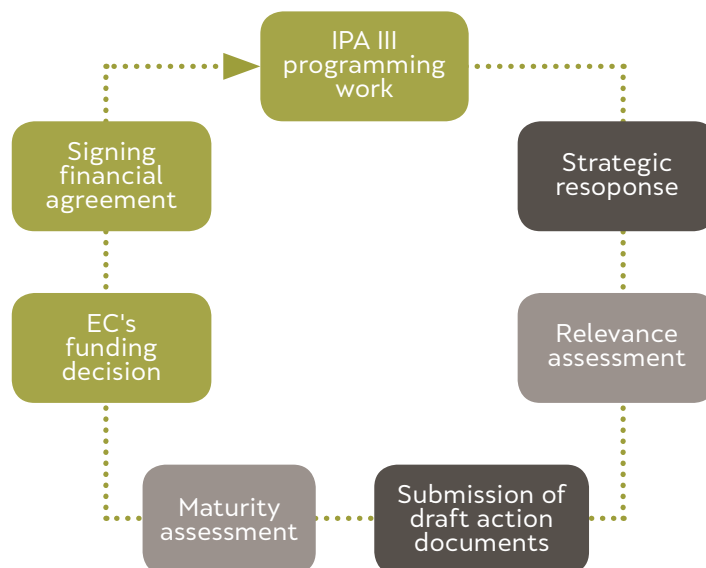 IPA III
programming
work
Strategic
resoponse
Relevance
assessment
Submission of
draft action
documents
Maturity
assessment
EC's
funding
decision
Signing
financial
agreement